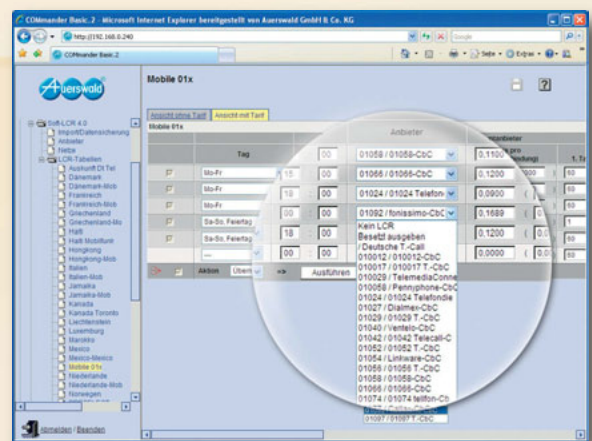 COMmander Basic.2 - Microsoft Internet Explorer bereitgestellt von Auerswald GmbH & Co. KG
http://192.168.0.240
Google
COMmander Basic.2
Seite
Extras
Auerswald
Mobile 01x
Ansicht ohne Tarif
Ansicht mit Tarif
Mobile 01x
Soft-LCR 4.0
Import/Datensicherung
Anbieter
Netze
LCR-Tabellen
Auskunft Dt.Tel
Dänemark
Dänemark-Mob
Frankreich
Frankreich-Mob
Griechenland
Griechenland-Mo
Haiti
Haiti Mobilfunk
Hongkong
Hongkong-Mob
Italien
Italien-Mob
Jamaika
Jamaika-Mob
Kanada
Kanada Toronto
Liechtenstein
Luxemburg
Marokko
Mexico
Mexico-Mexico
Mobile 01x
Niederlande
Niederlande-Mob
Norwegen
Abmelden / Beenden
Tag
Anbieter
1. Ta
Mo-Fr 15 : 00 01058 / 01058-CbC 0,1100 60
Mo-Fr 01066 / 01066-CbC 0,1200 60
Mo-Fr 18 : 00 01024 / 01024 Telefon- 0,0900 60
Sa-So, Feiertag 00 : 00 01092 / fonissimo-CbC 0,1689 1
Sa-So, Feiertag 18 : 00 0,1200 60
--- 00 : 00 0,0000 60
Aktion => Ausführen
Kein LCR
Besetzt ausgeben
/ Deutsche T.-Call
010012 / 010012-CbC
010017 / 010017 T.-CbC
010029 / TelemediaConne
010058 / Pennyphone-CbC
01024 / 01024 Telefondie
01027 / Dialmex-CbC
01029 / 01029 T.-CbC
01040 / Ventelo-CbC
01042 / 01042 Telecall-C
01052 / 01052 T.-CbC
01054 / Linkware-CbC
01056 / 01056 T.-CbC
01058 / 01058-CbC
01066 / 01066-CbC
01074 / 01074 tellfon-Cb
01097 / 01097 T.-CbC